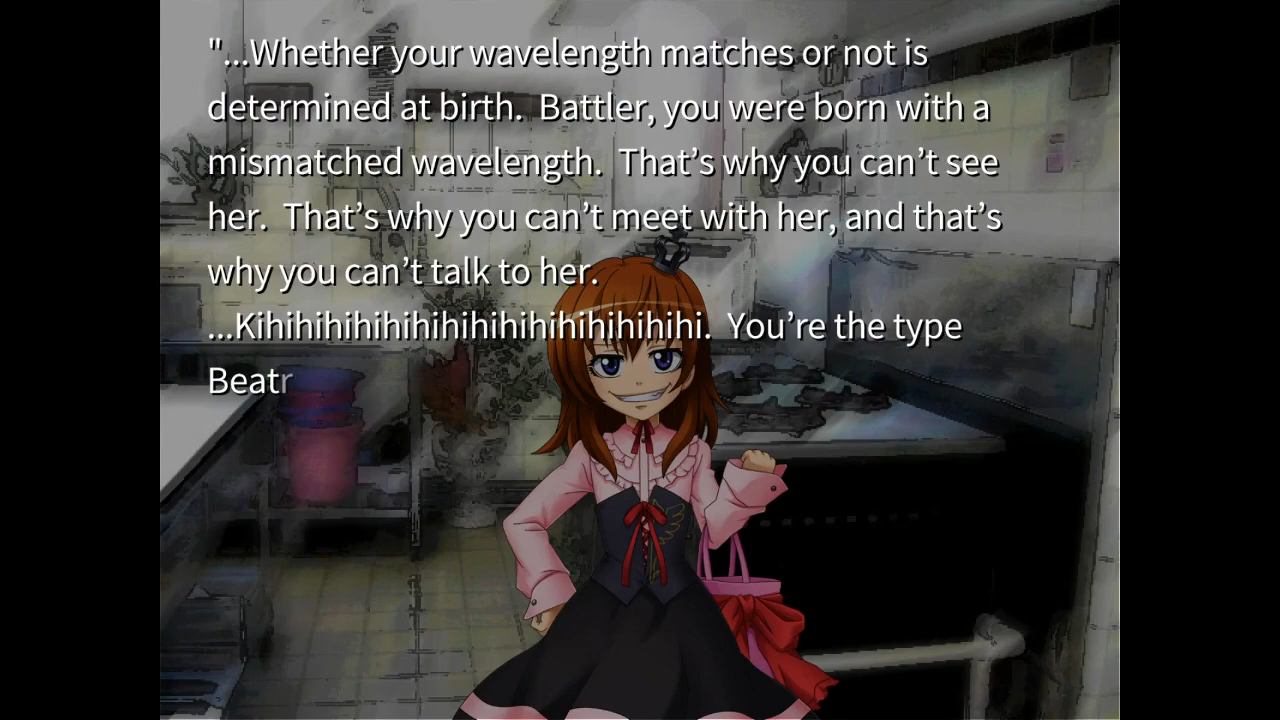 "...Whether your wavelength matches or not is
determined at birth.  Battler, you were born with a
mismatched wavelength.  That’s why you can’t see
her.  That’s why you can’t meet with her, and that’s
why you can’t talk to her.
...Kihihihihihihihihihihihihihihihi.  You’re the type
Beatr